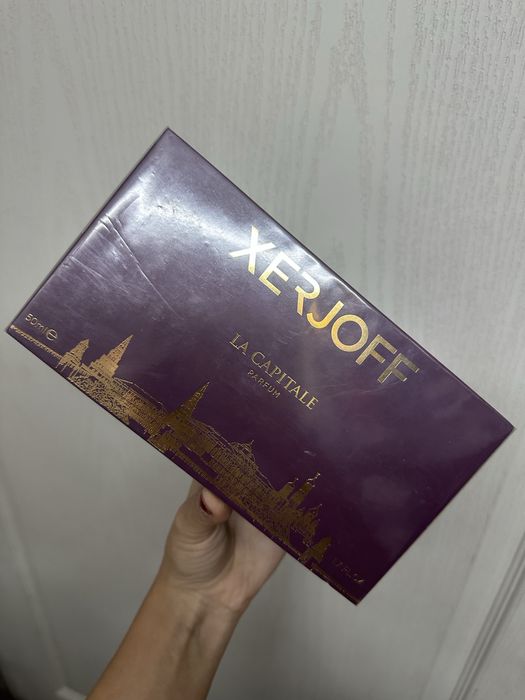 XERJOFF
LA CAPITALE
PARFUM
50ml e